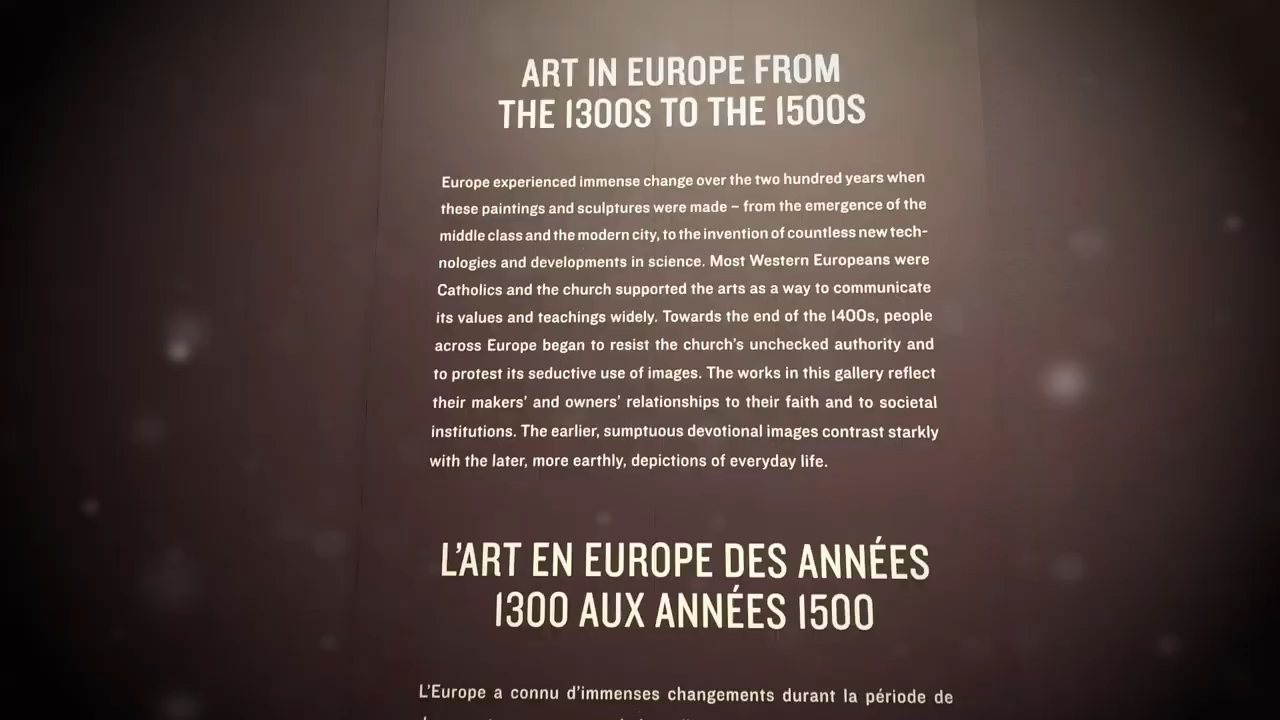 ART IN EUROPE FROM
THE 1300S TO THE 1500S
Europe experienced immense change over the two hundred years when
these paintings and sculptures were made – from the emergence of the
middle class and the modern city, to the invention of countless new tech-
nologies and developments in science. Most Western Europeans were
Catholics and the church supported the arts as a way to communicate
its values and teachings widely. Towards the end of the 1400s, people
across Europe began to resist the church's unchecked authority and
to protest its seductive use of images. The works in this gallery reflect
their makers' and owners' relationships to their faith and to societal
institutions. The earlier, sumptuous devotional images contrast starkly
with the later, more earthly, depictions of everyday life.
L'ART EN EUROPE DES ANNÉES
1300 AUX ANNÉES 1500
L'Europe a connu d'immenses changements durant la période de